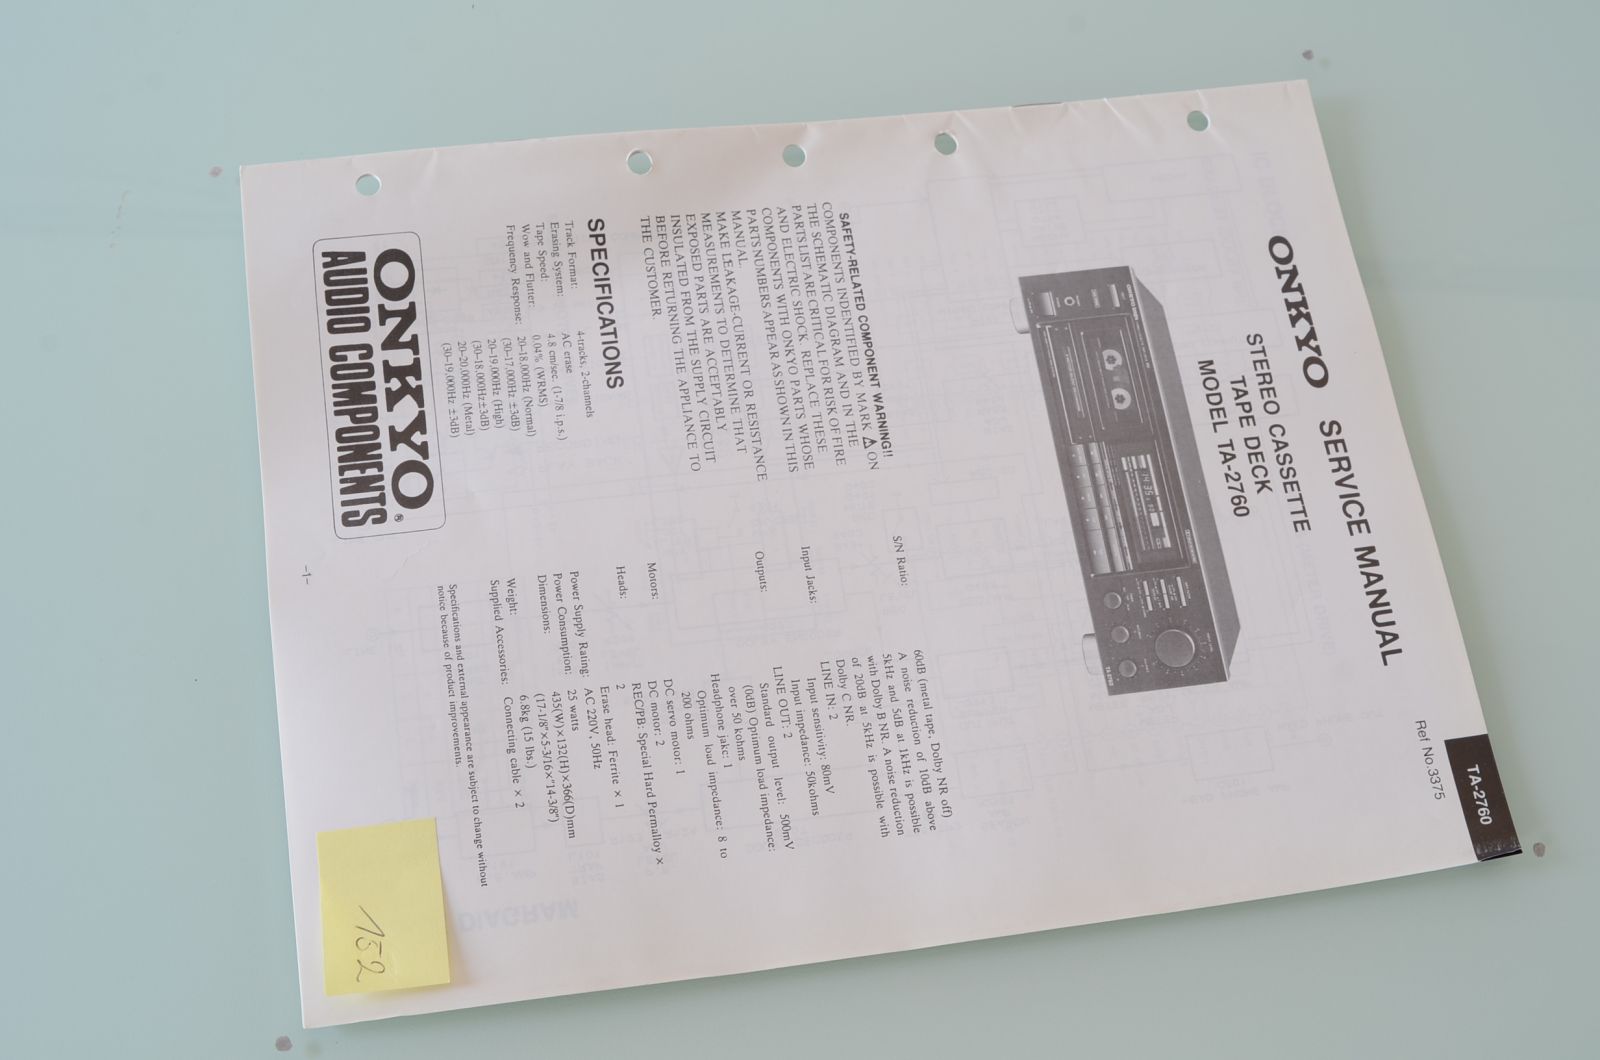 TA-2760
Ref No.3375
ONKYO SERVICE MANUAL
STEREO CASSETTE
TAPE DECK
MODEL TA-2760
SAFETY-RELATED COMPONENT WARNING!!
COMPONENTS INDENTIFIED BY MARK ⚠ ON
THE SCHEMATIC DIAGRAM AND IN THE
PARTS LIST ARE CRITICAL FOR RISK OF FIRE
AND ELECTRIC SHOCK. REPLACE THESE
COMPONENTS WITH ONKYO PARTS WHOSE
PARTS NUMBERS APPEAR AS SHOWN IN THIS
MANUAL.
MAKE LEAKAGE-CURRENT OR RESISTANCE
MEASUREMENTS TO DETERMINE THAT
EXPOSED PARTS ARE ACCEPTABLY
INSULATED FROM THE SUPPLY CIRCUIT
BEFORE RETURNING THE APPLIANCE TO
THE CUSTOMER.
SPECIFICATIONS
Track Format: 4-tracks, 2-channels
Erasing System: AC erase
Tape Speed: 4.8 cm/sec. (1-7/8 i.p.s.)
Wow and Flutter: 0.04% (WRMS)
Frequency Response: 20–18,000Hz (Normal)
(30–17,000Hz ±3dB)
20–19,000Hz (High)
(30–18,000Hz±3dB)
20–20,000Hz (Metal)
(30–19,000Hz ±3dB)
S/N Ratio: 60dB (metal tape, Dolby NR off)
A noise reduction of 10dB above
5kHz and 5dB at 1kHz is possible
with Dolby B NR. A noise reduction
of 20dB at 5kHz is possible with
Dolby C NR.
Input Jacks: LINE IN: 2
Input sensitivity: 80mV
Input impedance: 50kohms
Outputs: LINE OUT: 2
Standard output level: 500mV
(0dB) Optimum load impedance:
over 50 kohms
Headphone jakc: 1
Optimum load impedance: 8 to
200 ohms
Motors: DC servo motor: 1
DC motor: 2
Heads: REC/PB: Special Hard Permalloy ×
2
Erase head: Ferrite × 1
Power Supply Rating: AC 220V, 50Hz
Power Consumption: 25 watts
Dimensions: 435(W)×132(H)×366(D)mm
(17-1/8"×5-3/16×"14-3/8")
Weight: 6.8kg (15 lbs.)
Supplied Accessories: Connecting cable × 2
Specifications and external appearance are subject to change without
notice because of product improvements.
ONKYO®
AUDIO COMPONENTS
–1–
152